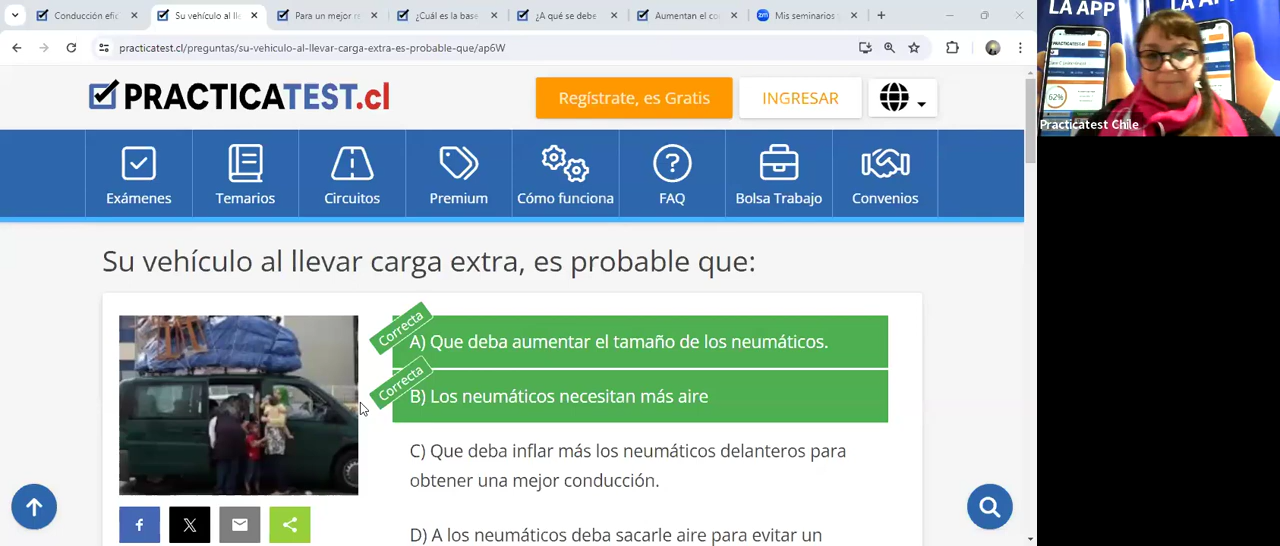 Conducción efic
Su vehículo al lle
Para un mejor re
¿Cuál es la base
¿A qué se debe
Aumentan el co
zm Mis seminarios
practicatest.cl/preguntas/su-vehiculo-al-llevar-carga-extra-es-probable-que/ap6W
PRACTICATEST.cl
Regístrate, es Gratis
INGRESAR
Exámenes
Temarios
Circuitos
Premium
Cómo funciona
FAQ
Bolsa Trabajo
Convenios
Su vehículo al llevar carga extra, es probable que:
Correcta
A) Que deba aumentar el tamaño de los neumáticos.
Correcta
B) Los neumáticos necesitan más aire
C) Que deba inflar más los neumáticos delanteros para
obtener una mejor conducción.
D) A los neumáticos deba sacarle aire para evitar un
LA APP
LA APP
62%
Practicatest Chile